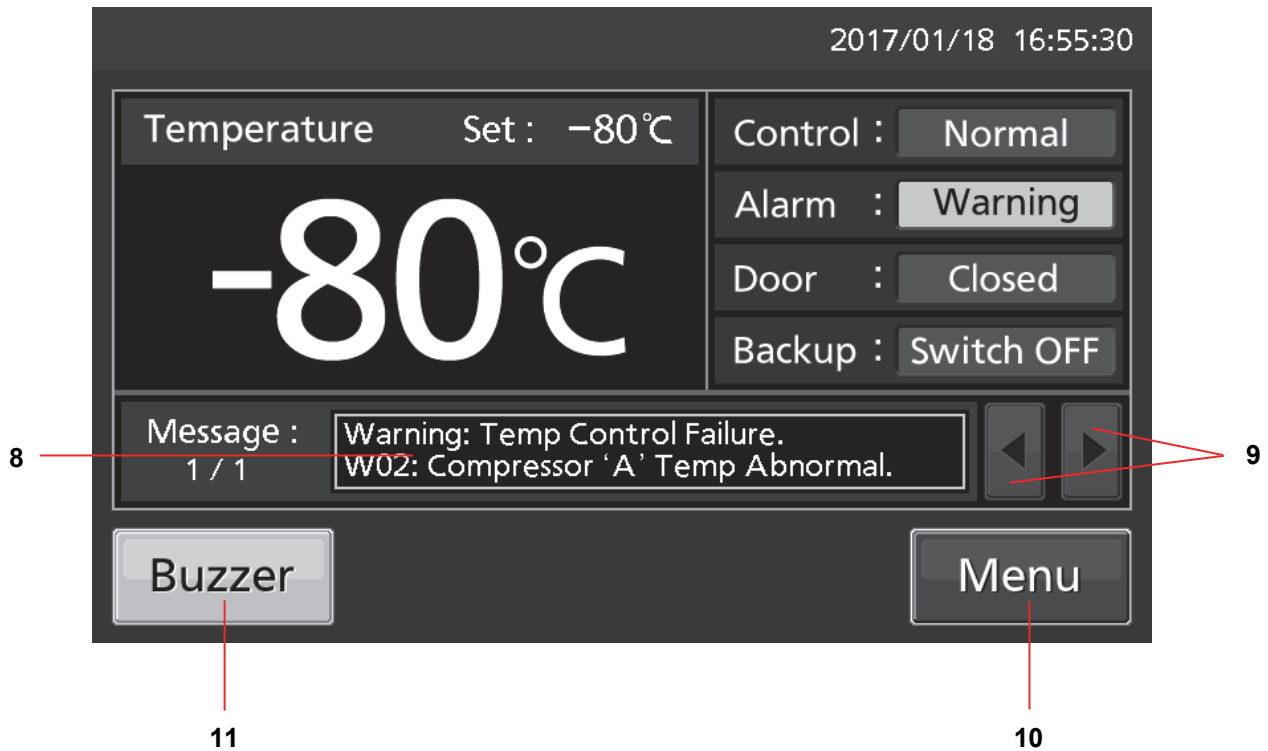 2017/01/18 16:55:30
Temperature Set : −80℃
-80℃
Control : Normal
Alarm : Warning
Door : Closed
Backup : Switch OFF
Message :
1 / 1
Warning: Temp Control Failure.
W02: Compressor ‘A’ Temp Abnormal.
8
9
Buzzer
Menu
11
10